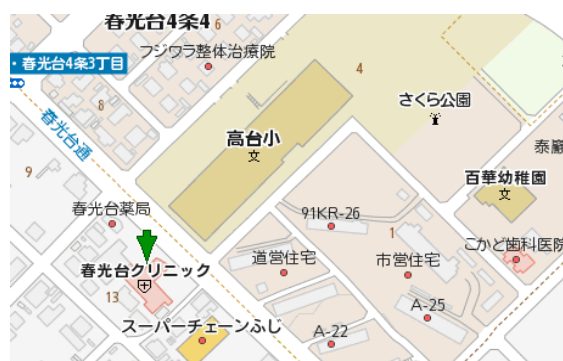 春光台4条4
6
フジワラ整体治療院
・春光台4条3丁目
4
8
さくら公園
春光台通
高台小
文
9
百華幼稚園
文
春光台薬局
91KR-26
1
こかど歯科医院
道営住宅
市営住宅
春光台クリニック
13
A-25
スーパーチェーンふじ
A-22